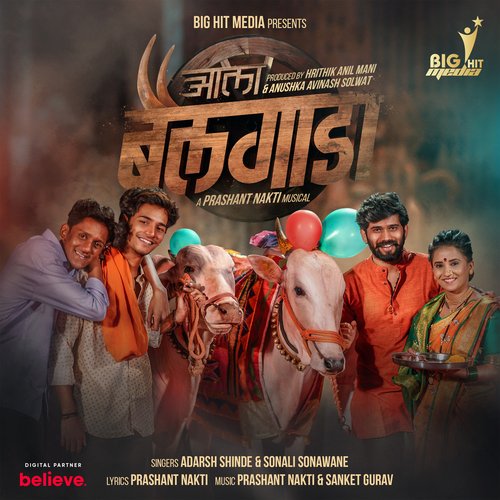 BIG HIT MEDIA PRESENTS
BIG HIT
media
आला
PRODUCED BY HRITHIK ANIL MANI
& ANUSHKA AVINASH SOLWAT
बैलगाडा
A PRASHANT NAKTI MUSICAL
DIGITAL PARTNER
believe.
SINGERS ADARSH SHINDE & SONALI SONAWANE
LYRICS PRASHANT NAKTI MUSIC PRASHANT NAKTI & SANKET GURAV